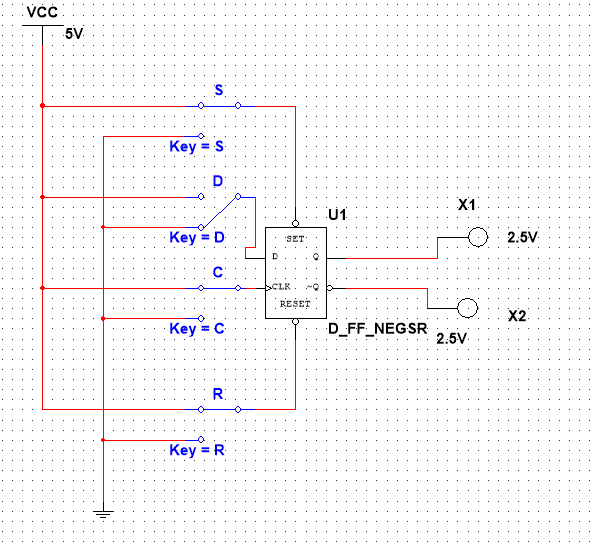 VCC
5V
S
Key = S
D
Key = D
U1
SET
D Q
CLK ~Q
RESET
D_FF_NEGSR
X1
2.5V
X2
2.5V
C
Key = C
R
Key = R